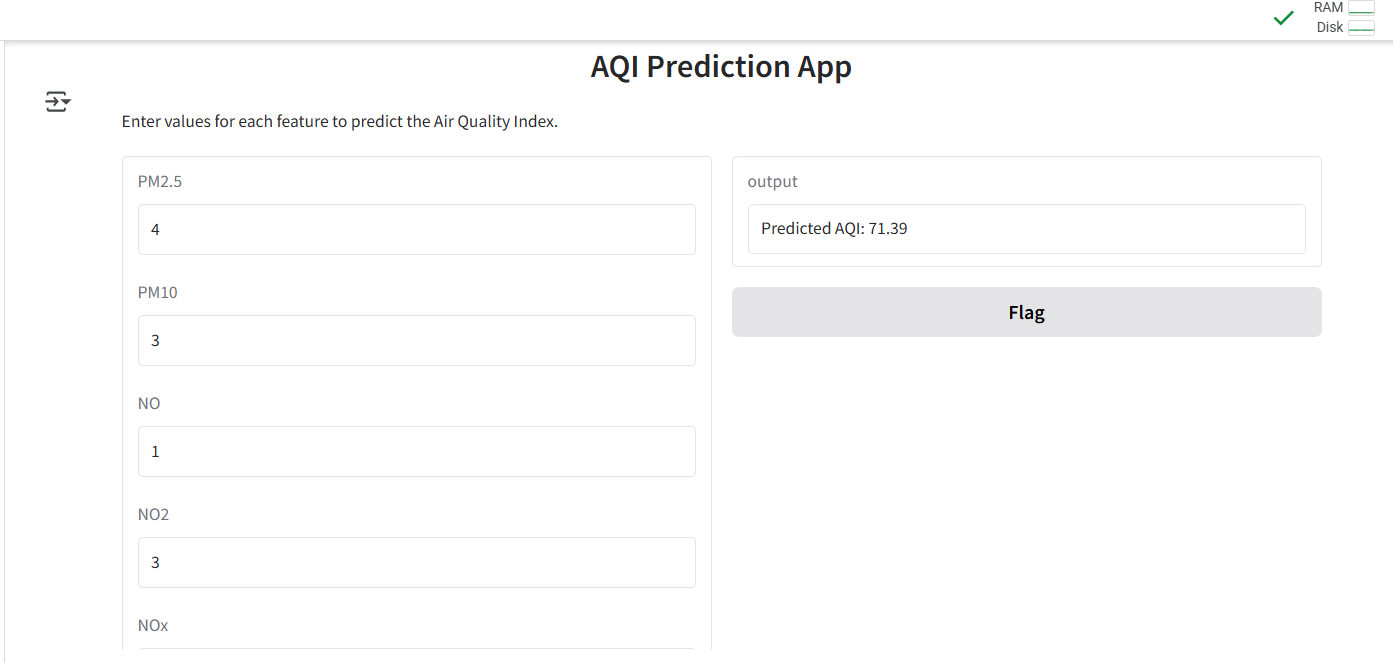 RAM
Disk
AQI Prediction App
Enter values for each feature to predict the Air Quality Index.
PM2.5
4
PM10
3
NO
1
NO2
3
NOx
output
Predicted AQI: 71.39
Flag